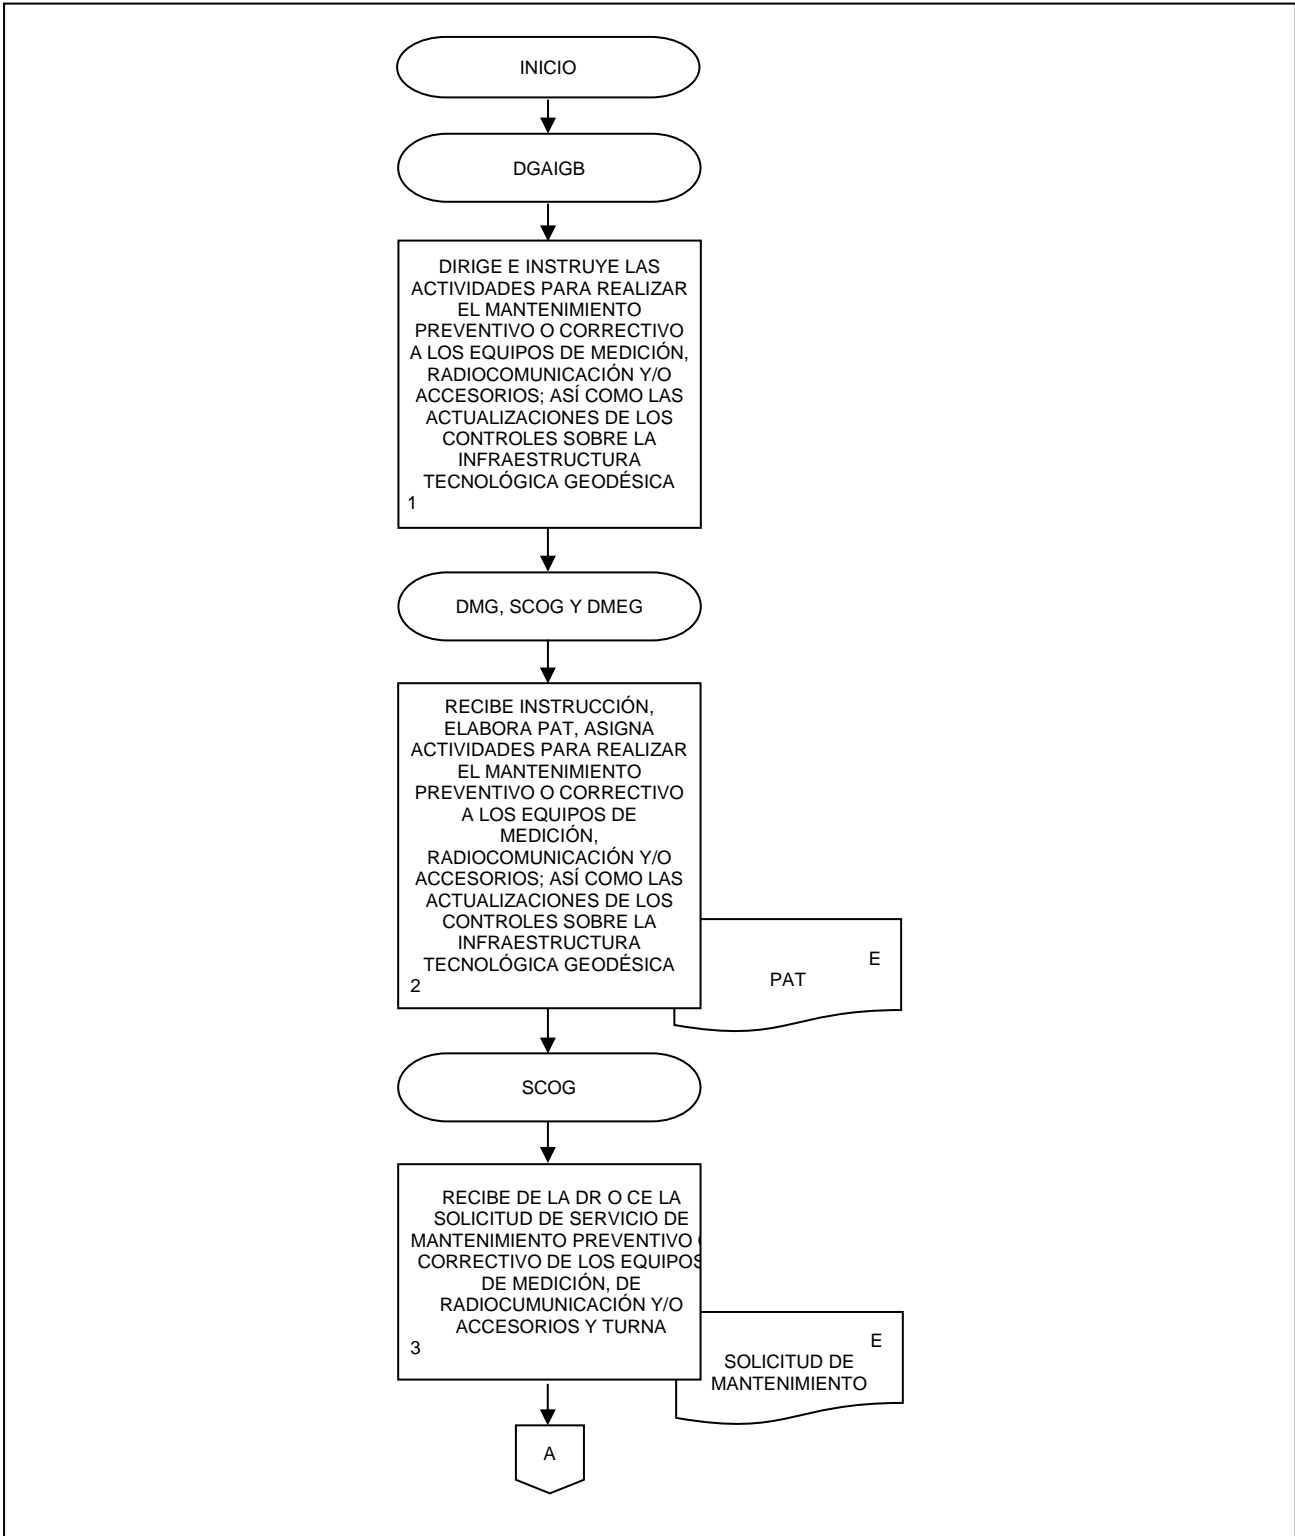 INICIO
DGAIGB
DIRIGE E INSTRUYE LAS
ACTIVIDADES PARA REALIZAR
EL MANTENIMIENTO
PREVENTIVO O CORRECTIVO
A LOS EQUIPOS DE MEDICIÓN,
RADIOCOMUNICACIÓN Y/O
ACCESORIOS; ASÍ COMO LAS
ACTUALIZACIONES DE LOS
CONTROLES SOBRE LA
INFRAESTRUCTURA
TECNOLÓGICA GEODÉSICA
1
DMG, SCOG Y DMEG
RECIBE INSTRUCCIÓN,
ELABORA PAT, ASIGNA
ACTIVIDADES PARA REALIZAR
EL MANTENIMIENTO
PREVENTIVO O CORRECTIVO
A LOS EQUIPOS DE
MEDICIÓN,
RADIOCOMUNICACIÓN Y/O
ACCESORIOS; ASÍ COMO LAS
ACTUALIZACIONES DE LOS
CONTROLES SOBRE LA
INFRAESTRUCTURA
TECNOLÓGICA GEODÉSICA
2
E
PAT
SCOG
RECIBE DE LA DR O CE LA
SOLICITUD DE SERVICIO DE
MANTENIMIENTO PREVENTIVO
CORRECTIVO DE LOS EQUIPOS
DE MEDICIÓN, DE
RADIOCUMUNICACIÓN Y/O
ACCESORIOS Y TURNA
3
E
SOLICITUD DE
MANTENIMIENTO
A